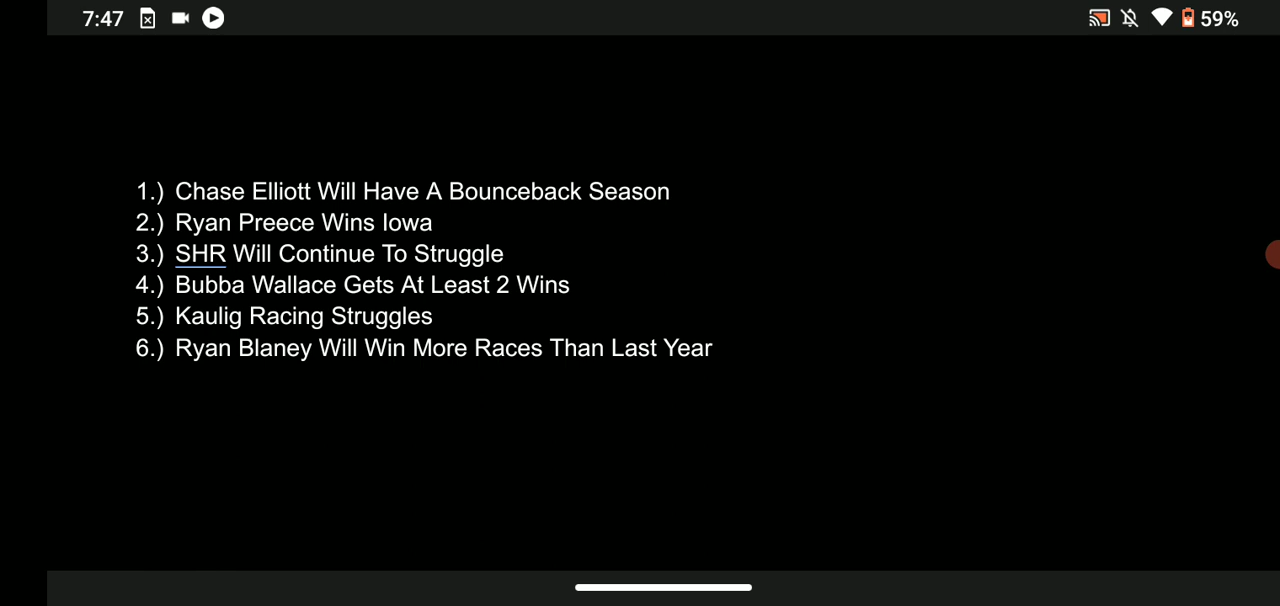 7:47 59%
1.) Chase Elliott Will Have A Bounceback Season
2.) Ryan Preece Wins Iowa
3.) SHR Will Continue To Struggle
4.) Bubba Wallace Gets At Least 2 Wins
5.) Kaulig Racing Struggles
6.) Ryan Blaney Will Win More Races Than Last Year